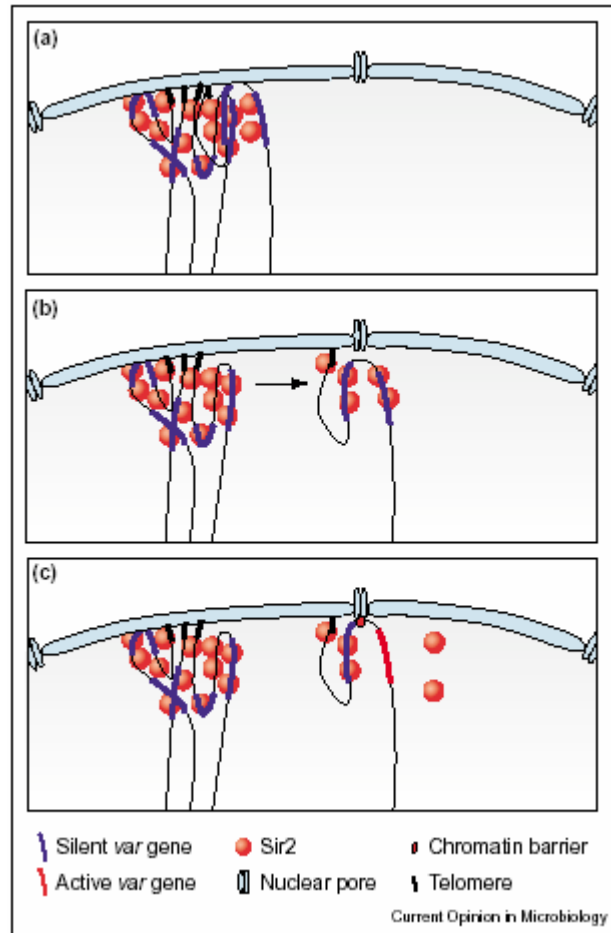 (a)
(b)
(c)
Silent var gene Sir2 Chromatin barrier
Active var gene Nuclear pore Telomere
Current Opinion in Microbiology